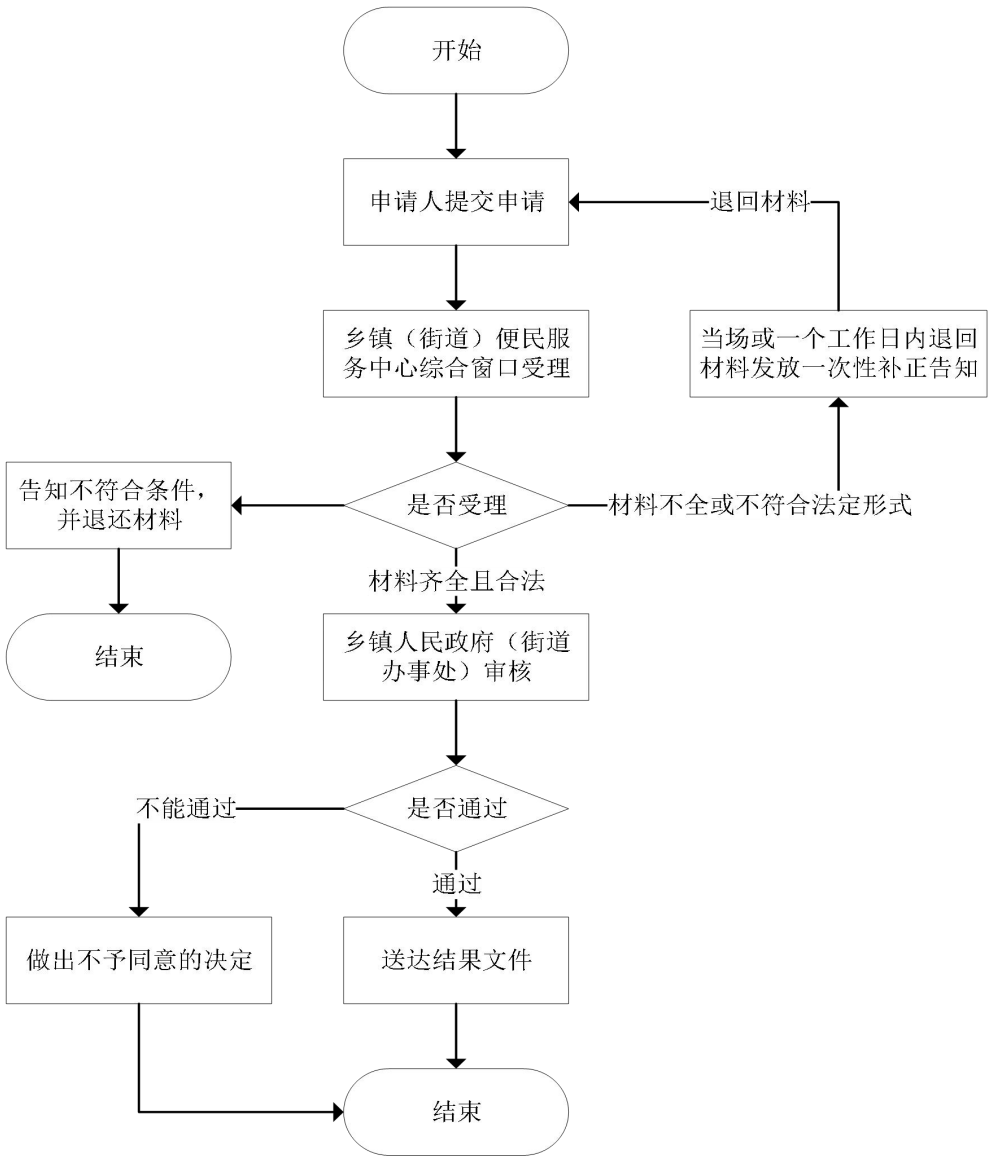 开始
申请人提交申请
退回材料
乡镇（街道）便民服
务中心综合窗口受理
当场或一个工作日内退回
材料发放一次性补正告知
告知不符合条件，
并退还材料
是否受理
材料不全或不符合法定形式
材料齐全且合法
结束
乡镇人民政府（街道
办事处）审核
不能通过
是否通过
通过
做出不予同意的决定
送达结果文件
结束